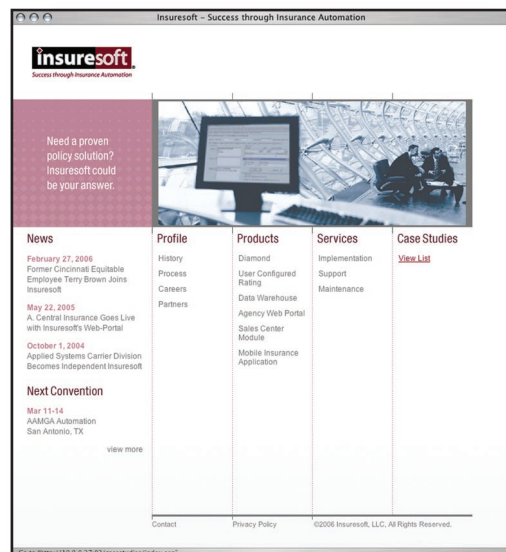 Insuresoft – Success through Insurance Automation
insuresoft
Success through Insurance Automation
Need a proven
policy solution?
Insuresoft could
be your answer.
News
February 27, 2006
Former Cincinnati Equitable
Employee Terry Brown Joins
Insuresoft
May 22, 2005
A. Central Insurance Goes Live
with Insuresoft's Web-Portal
October 1, 2004
Applied Systems Carrier Division
Becomes Independent Insuresoft
Next Convention
Mar 11-14
AAMGA Automation
San Antonio, TX
view more
Profile
History
Process
Careers
Partners
Products
Diamond
User Configured
Rating
Data Warehouse
Agency Web Portal
Sales Center
Module
Mobile Insurance
Application
Services
Implementation
Support
Maintenance
Case Studies
View List
Contact
Privacy Policy
©2006 Insuresoft, LLC, All Rights Reserved.